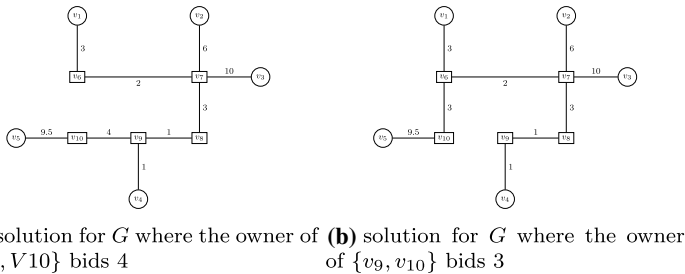 v1 v2 v1 v2
3 6 3 6
v6 v7 10 v3 v6 v7 10 v3
2 2
3 3 3
v5 9.5 v10 4 v9 1 v8 v5 9.5 v10 v9 1 v8
1 1
v4 v4
solution for G where the owner of (b) solution for G where the owner
, V10} bids 4 of {v9, v10} bids 3